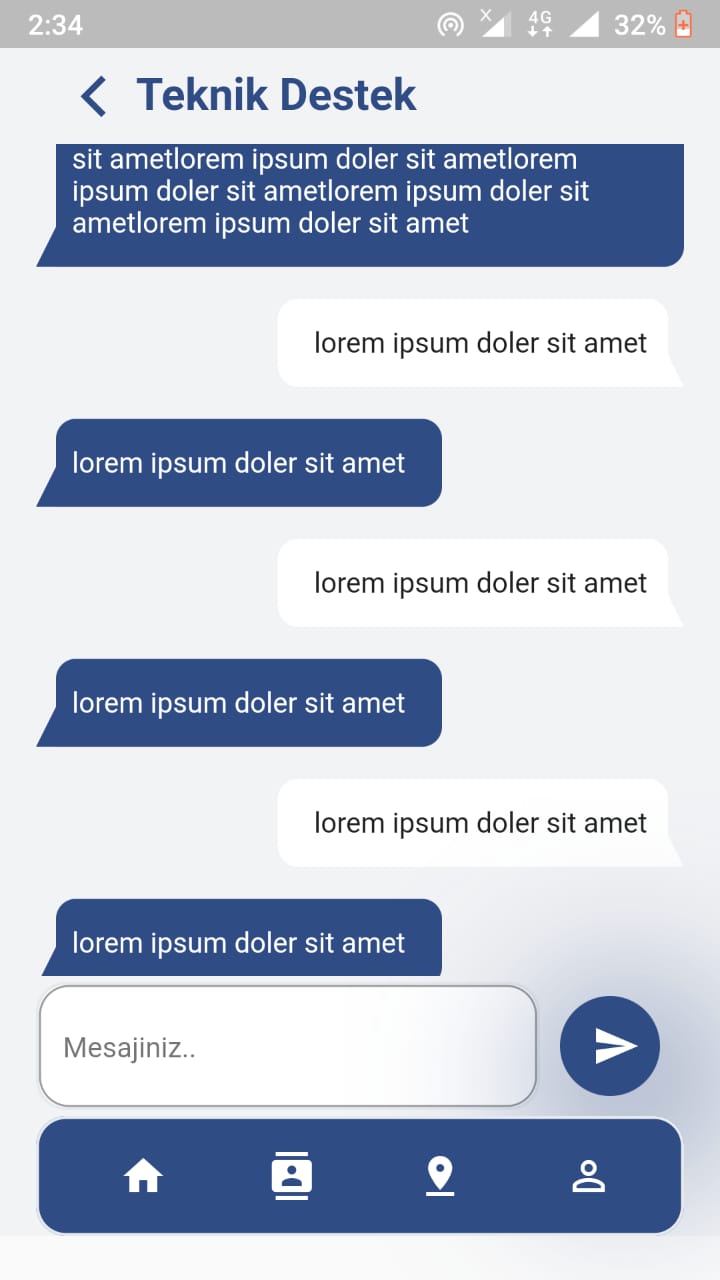 2:34
X
4G
32%
Teknik Destek
sit ametlorem ipsum doler sit ametlorem
ipsum doler sit ametlorem ipsum doler sit
ametlorem ipsum doler sit amet
lorem ipsum doler sit amet
lorem ipsum doler sit amet
lorem ipsum doler sit amet
lorem ipsum doler sit amet
lorem ipsum doler sit amet
lorem ipsum doler sit amet
Mesajiniz..